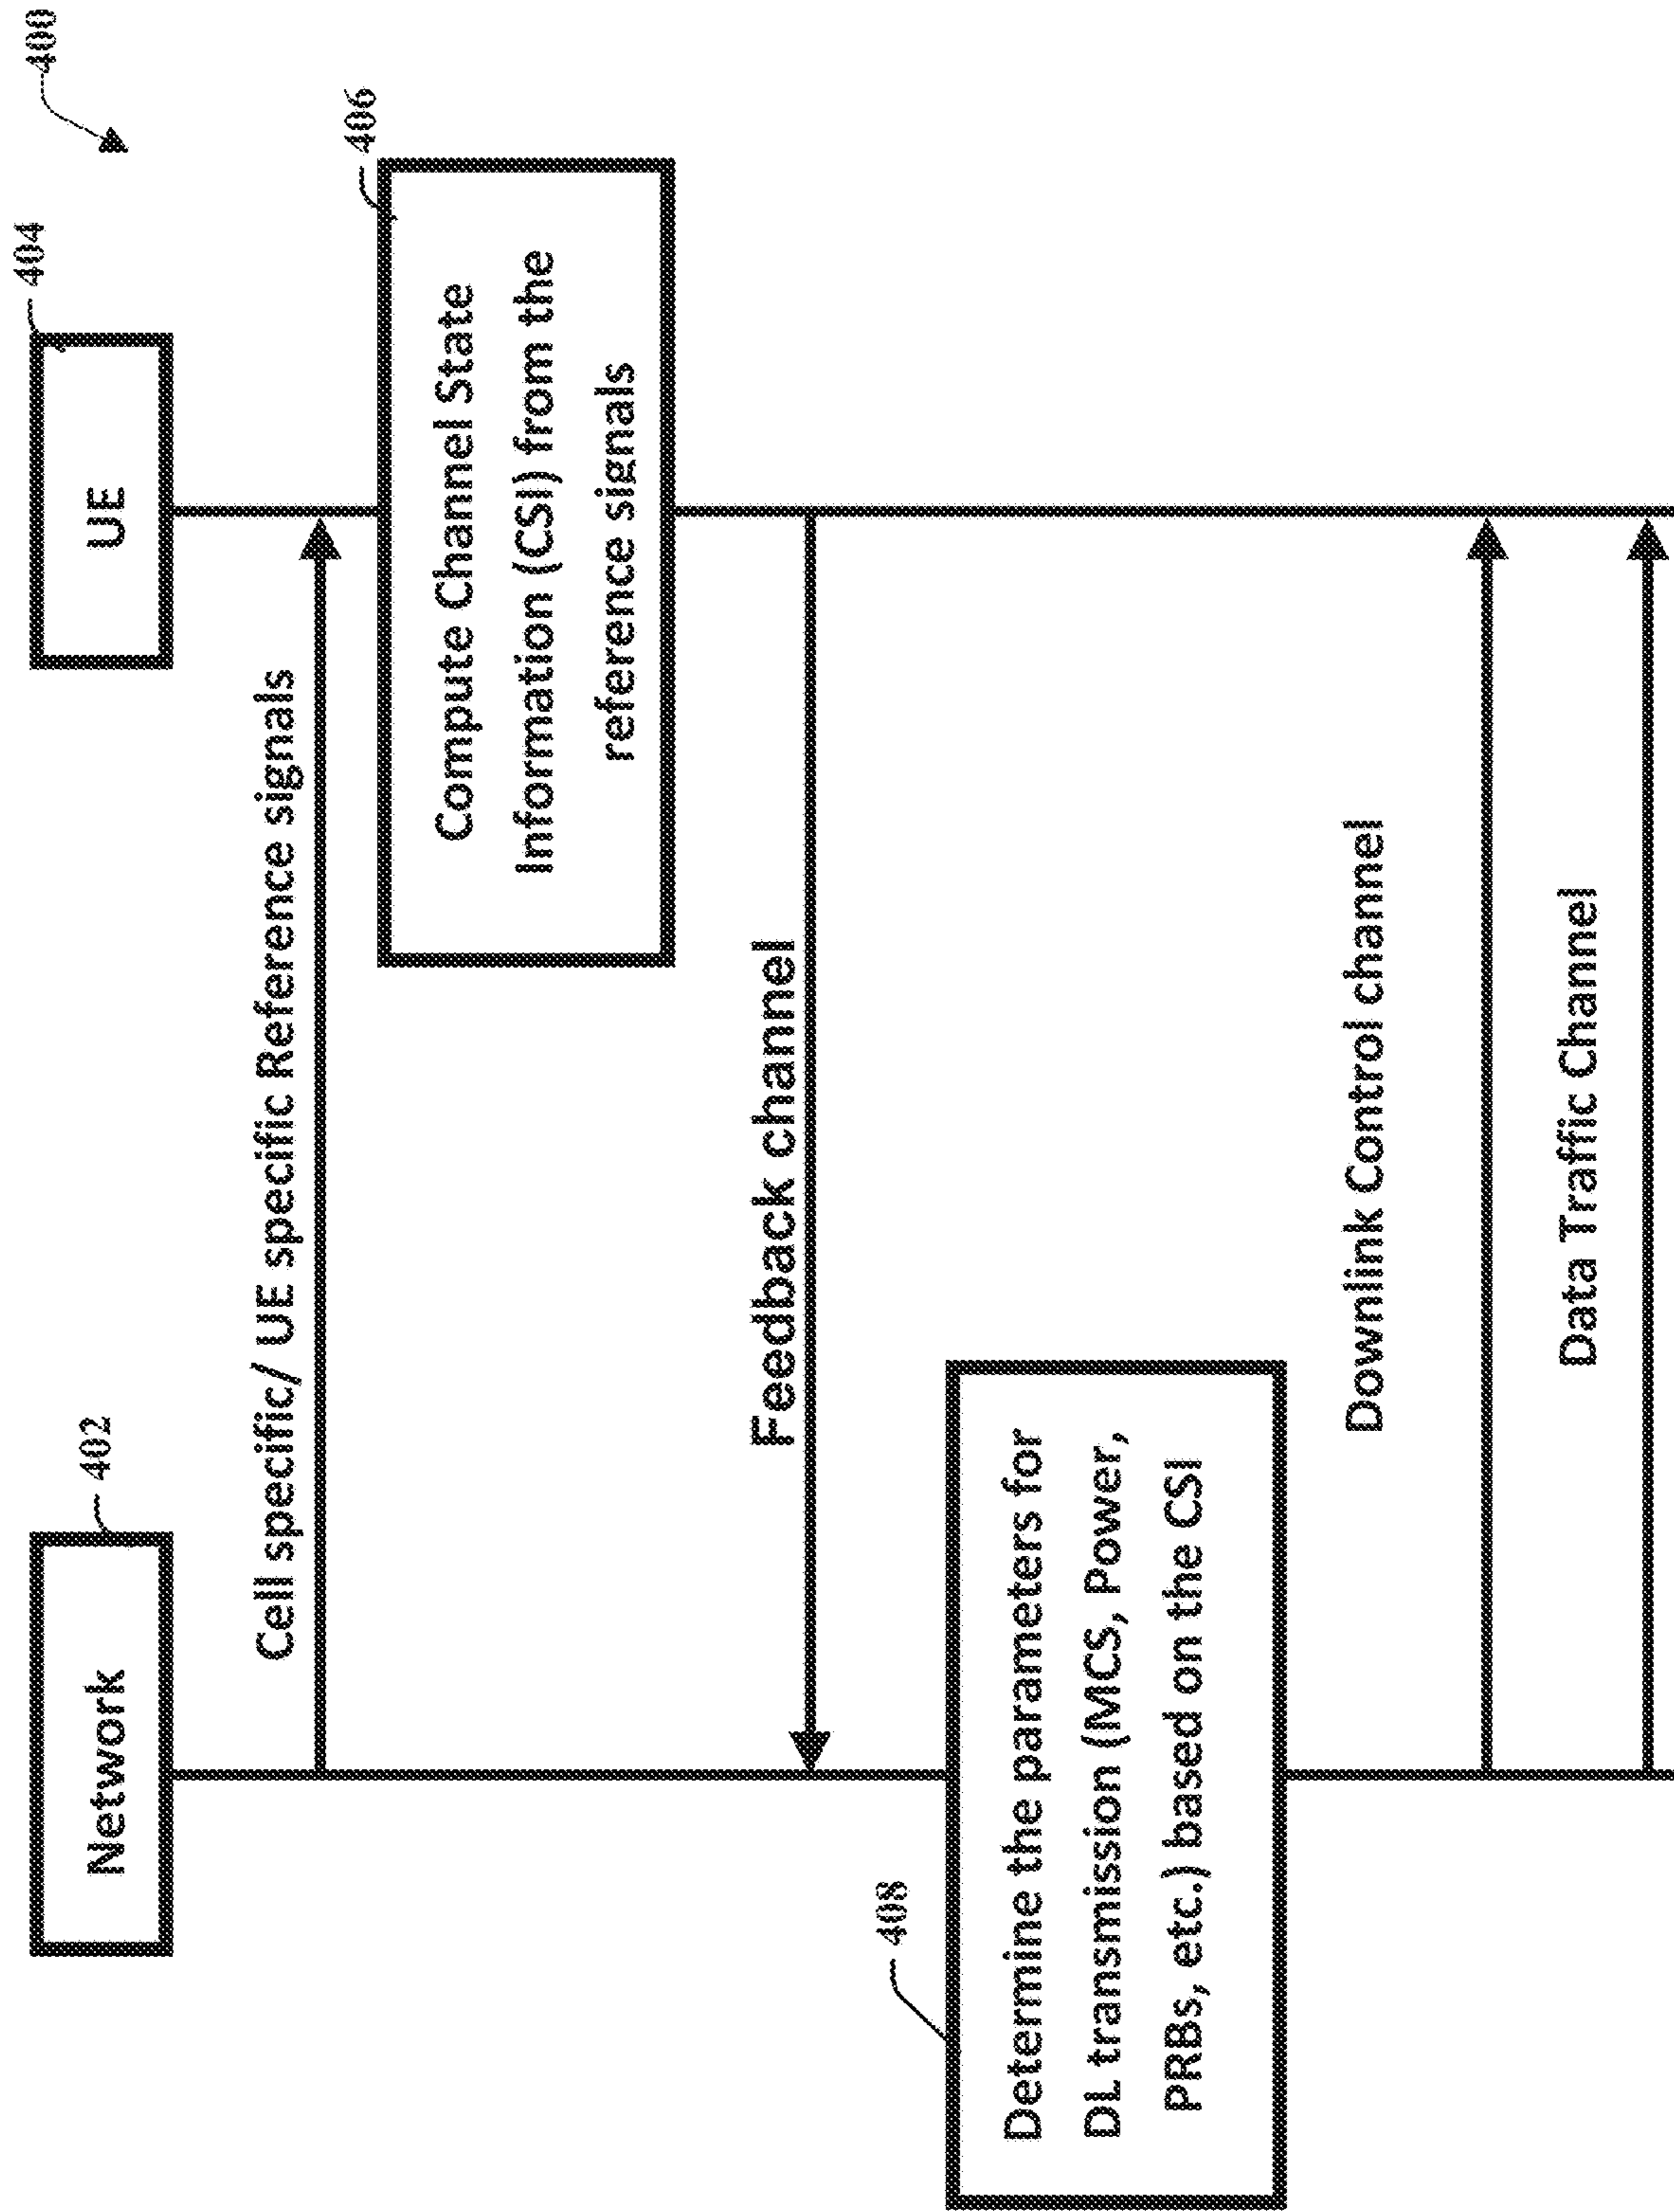 400
Network
402
UE
404
Cell specific/ UE specific Reference signals
406
Compute Channel State
Information (CSI) from the
reference signals
Feedback channel
408
Determine the parameters for
DL transmission (MCS, Power,
PRBs, etc.) based on the CSI
Downlink Control channel
Data Traffic Channel